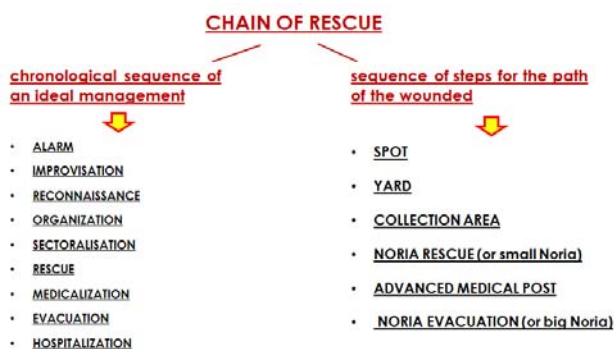 CHAIN OF RESCUE
chronological sequence of
an ideal management
• ALARM
• IMPROVISATION
• RECONNAISSANCE
• ORGANIZATION
• SECTORALISATION
• RESCUE
• MEDICALIZATION
• EVACUATION
• HOSPITALIZATION
sequence of steps for the path
of the wounded
• SPOT
• YARD
• COLLECTION AREA
• NORIA RESCUE (or small Noria)
• ADVANCED MEDICAL POST
• NORIA EVACUATION (or big Noria)